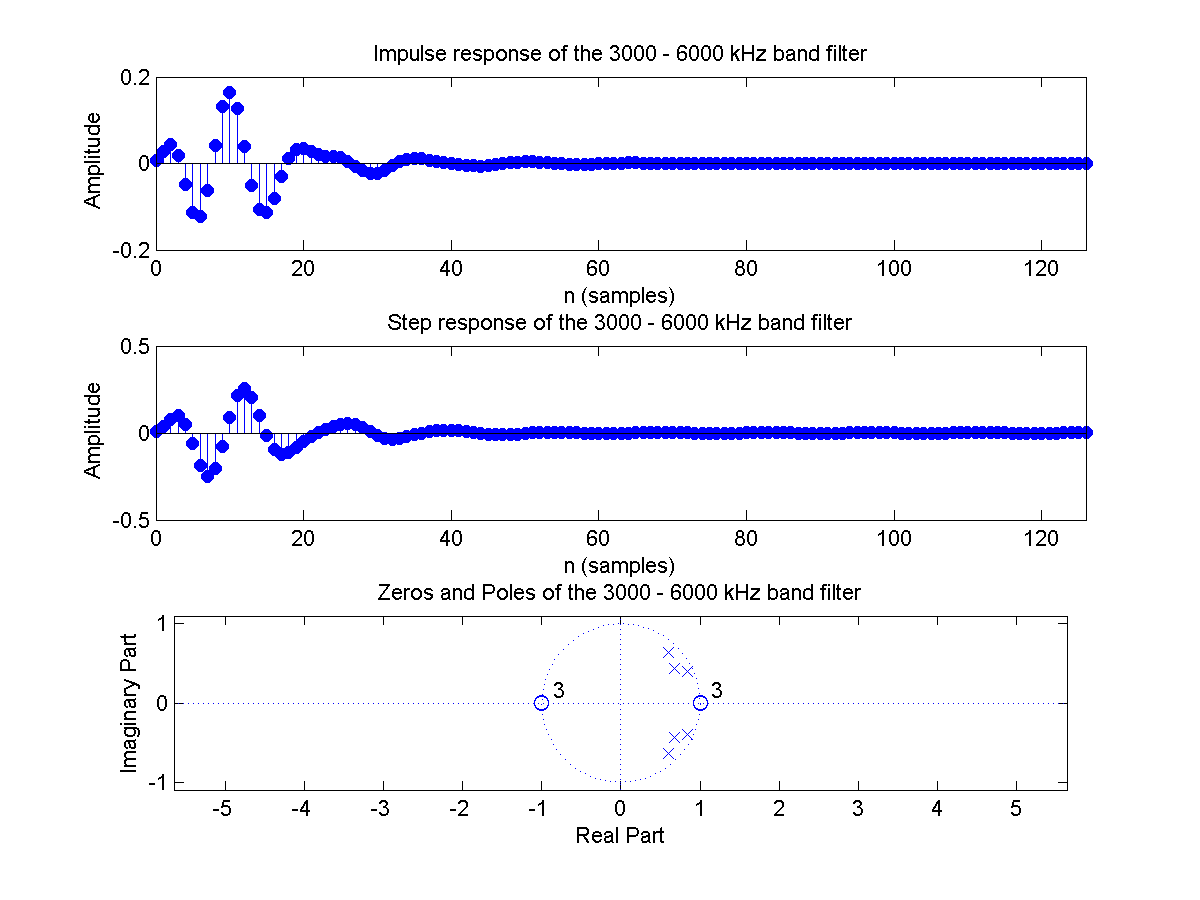 Impulse response of the 3000 - 6000 kHz band filter
0.2
0
-0.2
Amplitude
0 20 40 60 80 100 120
n (samples)
Step response of the 3000 - 6000 kHz band filter
0.5
0
-0.5
Amplitude
0 20 40 60 80 100 120
n (samples)
Zeros and Poles of the 3000 - 6000 kHz band filter
1
0
-1
Imaginary Part
3 3
-5 -4 -3 -2 -1 0 1 2 3 4 5
Real Part